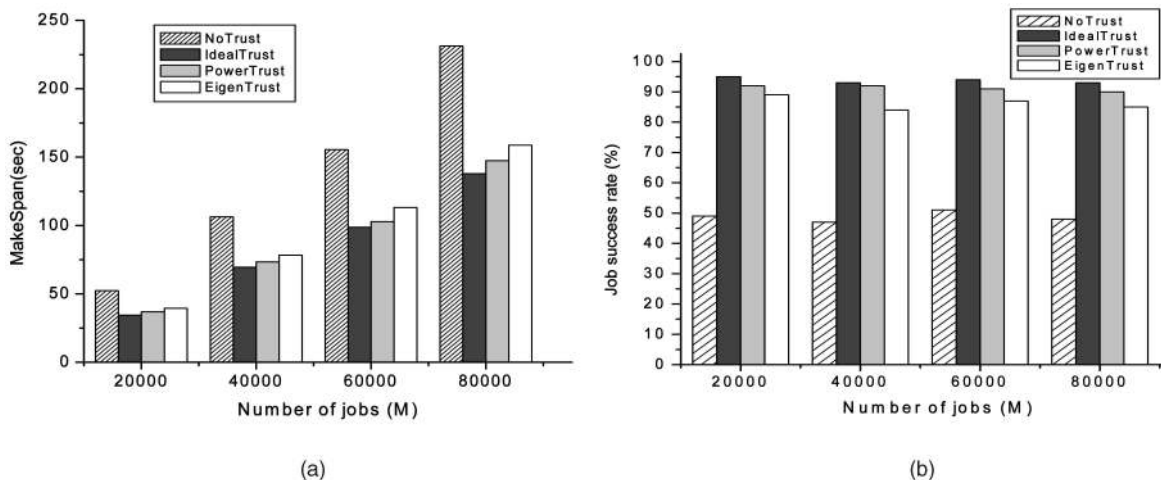 250
200
150
100
50
0
MakeSpan(sec)
NoTrust
IdealTrust
PowerTrust
EigenTrust
20000 40000 60000 80000
Number of jobs (M)
(a)
NoTrust
IdealTrust
PowerTrust
EigenTrust
100
90
80
70
60
50
40
30
20
10
0
Job success rate (%)
20000 40000 60000 80000
Number of jobs (M)
(b)